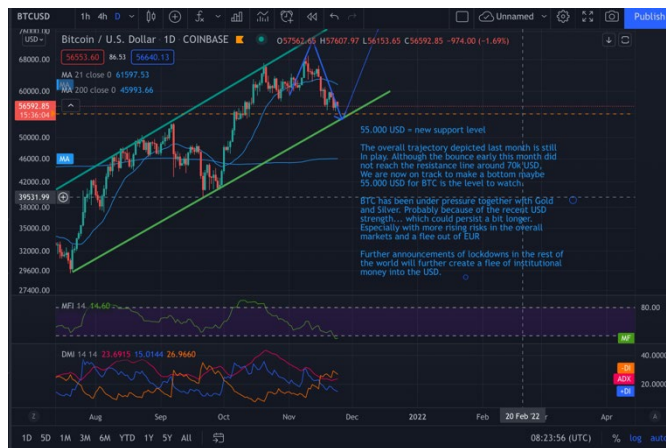 BTCUSD 1h 4h D Unnamed Publish
Bitcoin / U.S. Dollar · 1D · COINBASE O57562.65 H57607.97 L56153.65 C56592.85 −974.00 (−1.69%)
USD
56553.60 86.53 56640.13
MA 21 close 0 61597.53
MA 200 close 0 45993.66
68000.00
60000.00
56592.85
15:36:04
50000.00
46000.00
MA
42000.00
39531.99
38000.00
32000.00
29600.00
27400.00
55.000 USD = new support level
The overall trajectory depicted last month is still
In play. Although the bounce early this month did
not reach the resistance line around 70k USD,
We are now on track to make a bottom maybe
55.000 USD for BTC is the level to watch.
BTC has been under pressure together with Gold
and Silver. Probably because of the recent USD
strength... which could persist a bit longer.
Especially with more rising risks in the overall
markets and a flee out of EUR
Further announcements of lockdowns in the rest of
the world will further create a flee of institutional
money into the USD.
MFI 14 14.60
80.00
MF
DMI 14 14 23.6915 15.0144 26.9660
40.0000
-DI
ADX
20.0000
+DI
Z Aug Sep Oct Nov Dec 2022 Feb 20 Feb '22 Apr A
1D 5D 1M 3M 6M YTD 1Y 5Y All 08:23:56 (UTC) % log auto